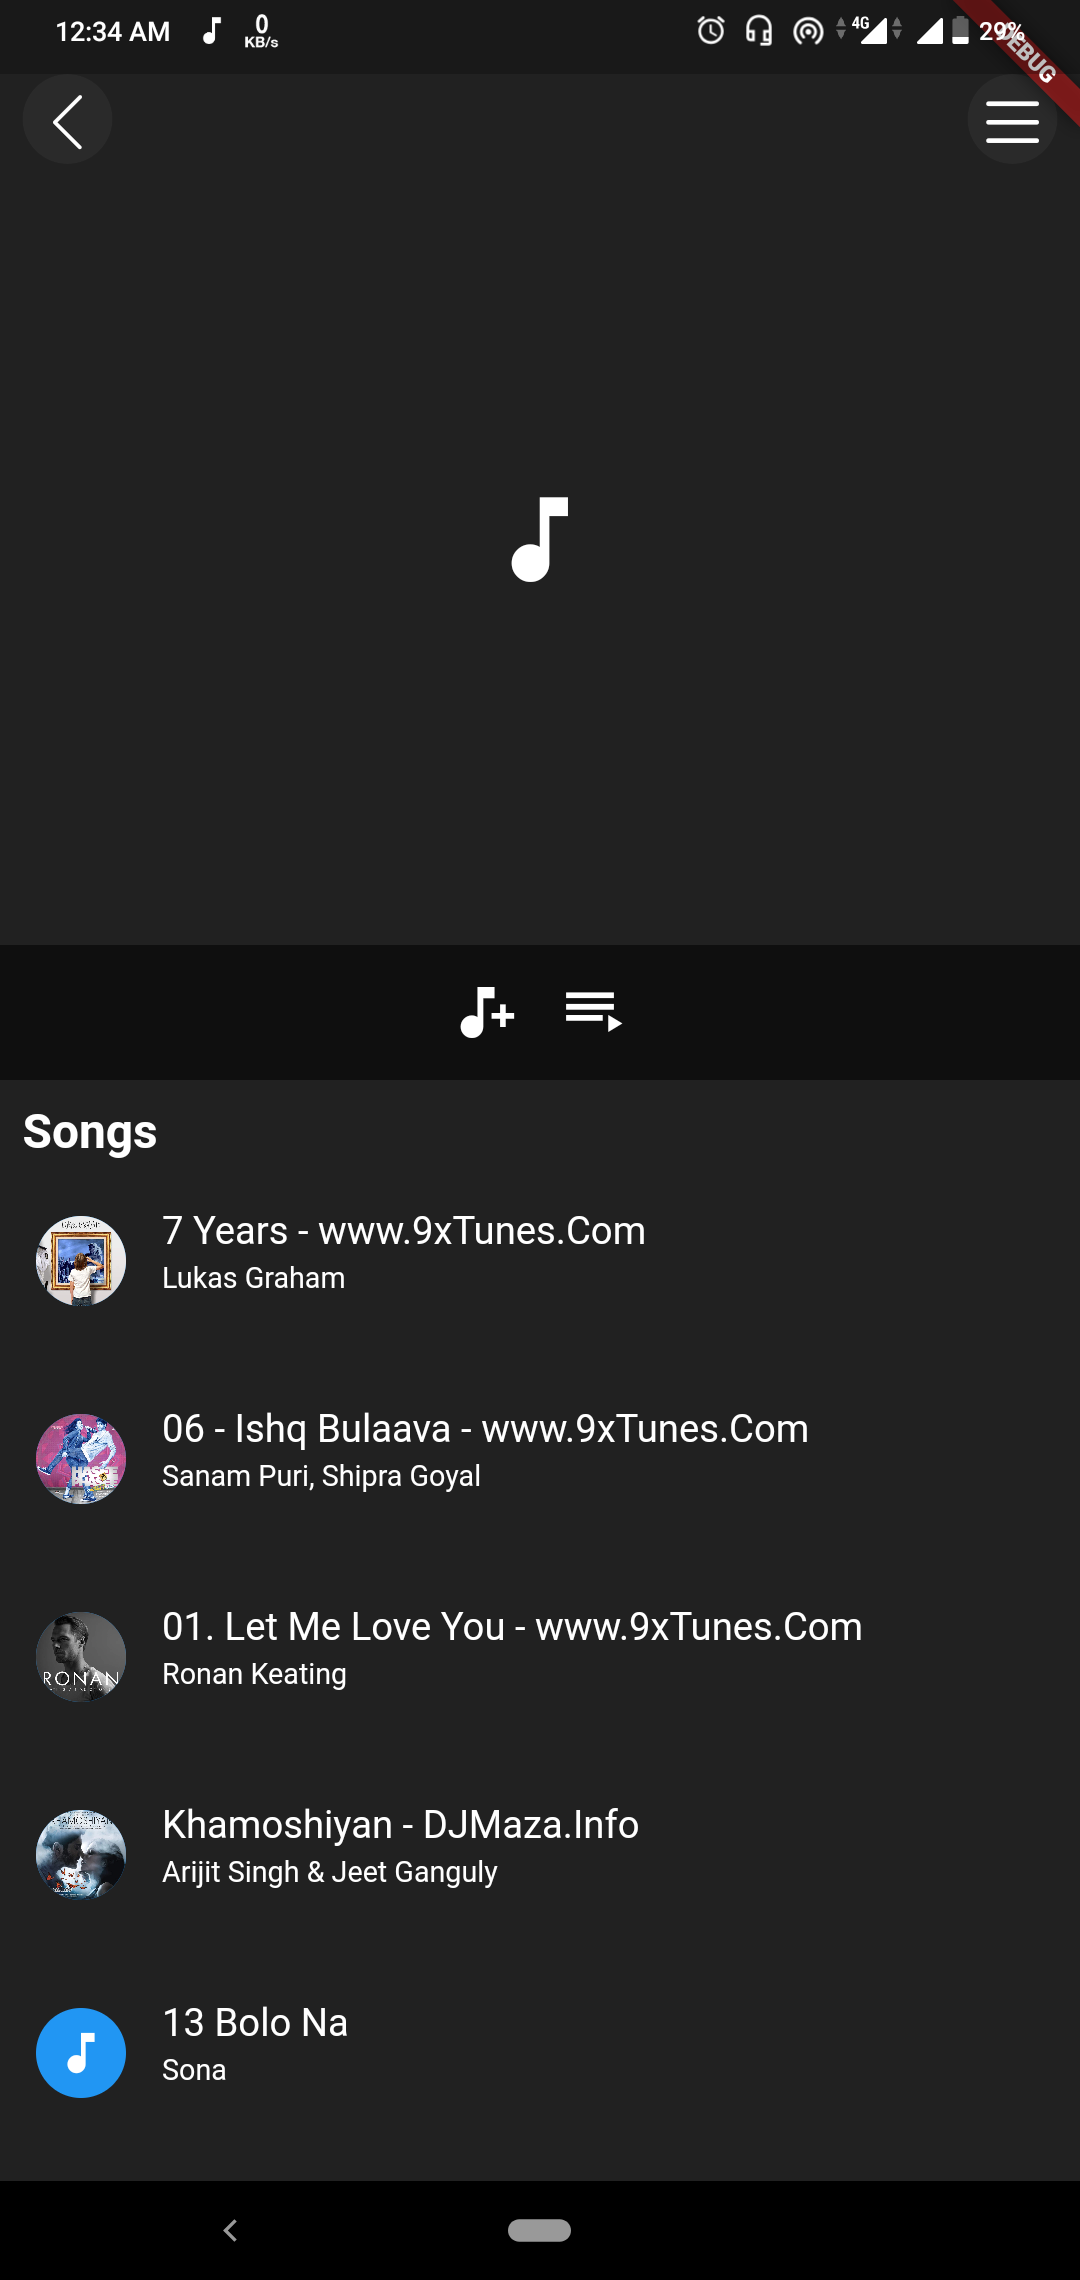 12:34 AM
0
KB/s
4G
29%
DEBUG
Songs
7 Years - www.9xTunes.Com
Lukas Graham
06 - Ishq Bulaava - www.9xTunes.Com
Sanam Puri, Shipra Goyal
01. Let Me Love You - www.9xTunes.Com
Ronan Keating
RONAN
Khamoshiyan - DJMaza.Info
Arijit Singh & Jeet Ganguly
KHAMOSHIYAN
13 Bolo Na
Sona